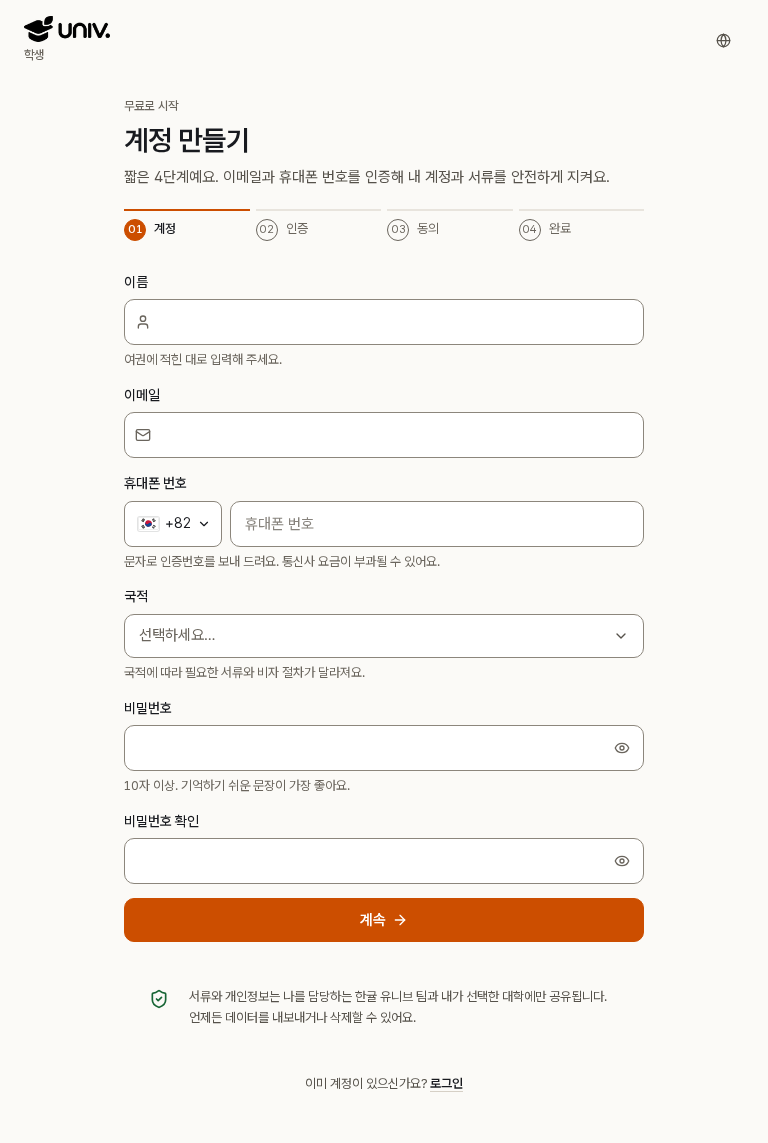 UNIV.
학생
무료로 시작
계정 만들기
짧은 4단계예요. 이메일과 휴대폰 번호를 인증해 내 계정과 서류를 안전하게 지켜요.
01 계정 02 인증 03 동의 04 완료
이름
여권에 적힌 대로 입력해 주세요.
이메일
휴대폰 번호
+82 휴대폰 번호
문자로 인증번호를 보내 드려요. 통신사 요금이 부과될 수 있어요.
국적
선택하세요...
국적에 따라 필요한 서류와 비자 절차가 달라져요.
비밀번호
10자 이상. 기억하기 쉬운 문장이 가장 좋아요.
비밀번호 확인
계속
서류와 개인정보는 나를 담당하는 한귤 유니브 팀과 내가 선택한 대학에만 공유됩니다.
언제든 데이터를 내보내거나 삭제할 수 있어요.
이미 계정이 있으신가요? 로그인